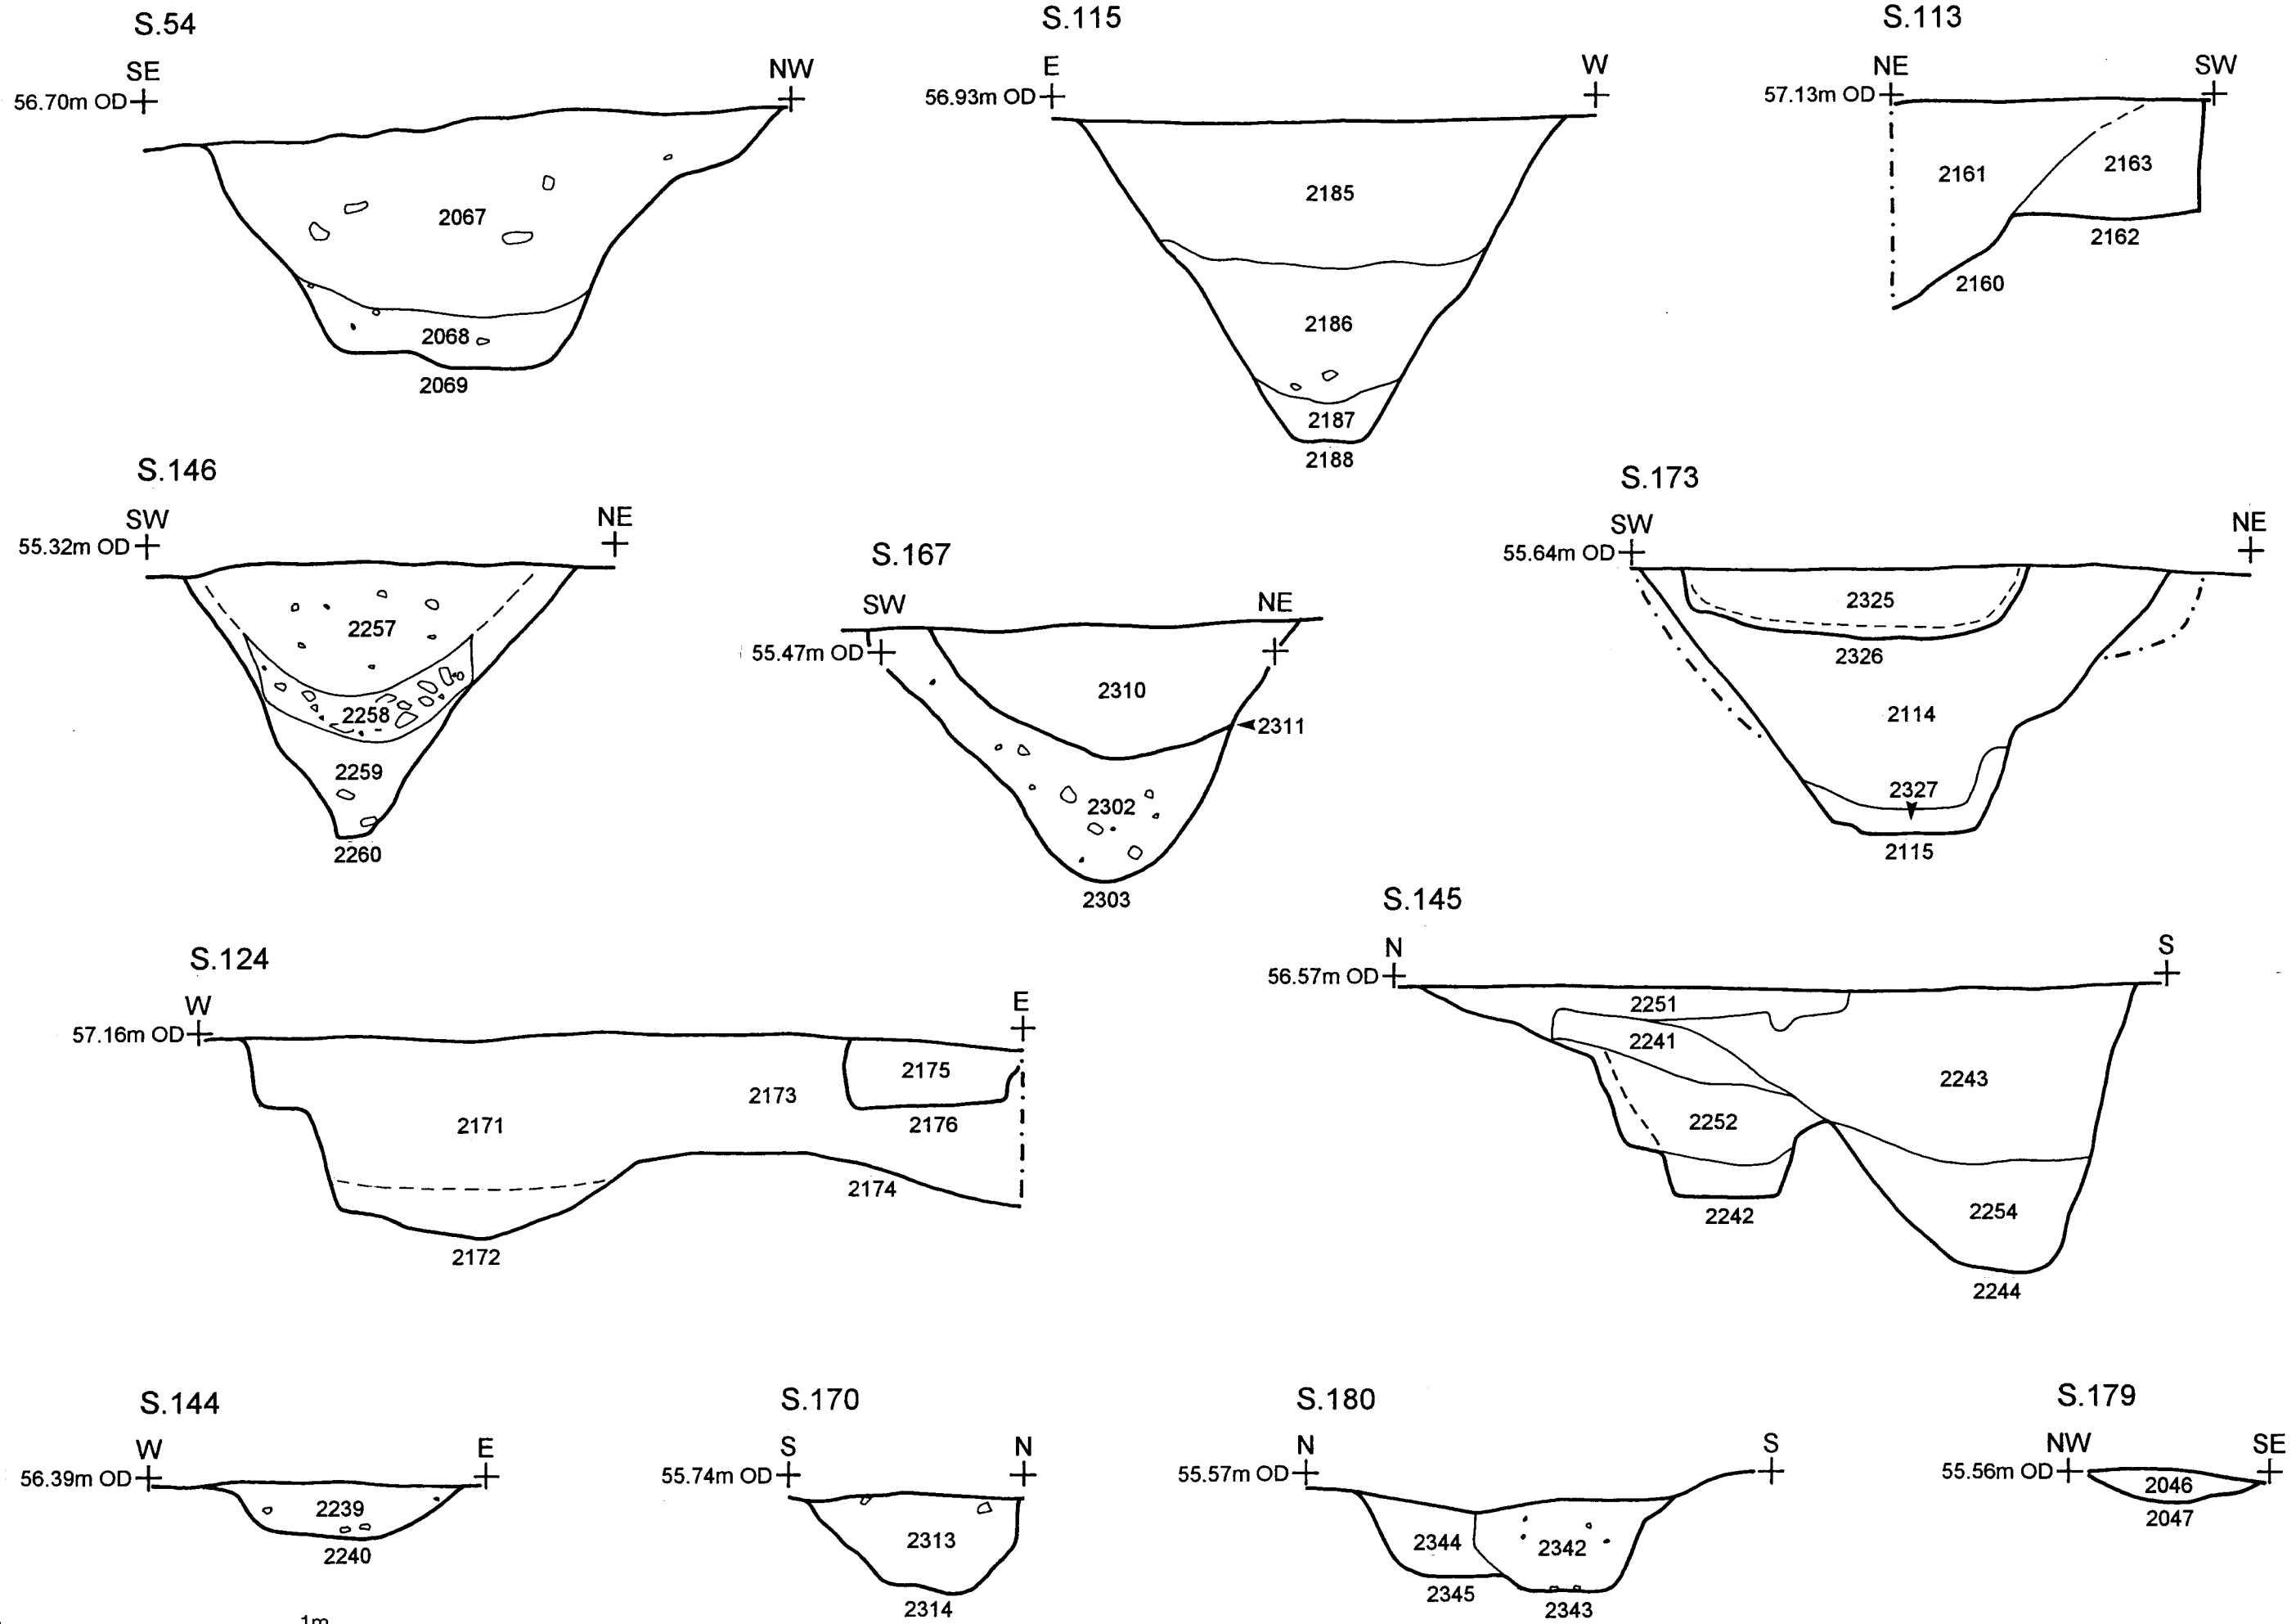 S.54
SE
NW
56.70m OD
2067
2068
2069
S.115
E
W
56.93m OD
2185
2186
2187
2188
S.113
NE
SW
57.13m OD
2161
2163
2162
2160
S.146
SW
NE
55.32m OD
2257
2258
2259
2260
S.167
SW
NE
55.47m OD
2310
2311
2302
2303
S.173
SW
NE
55.64m OD
2325
2326
2114
2327
2115
S.124
W
E
57.16m OD
2175
2173
2176
2171
2174
2172
S.145
N
S
56.57m OD
2251
2241
2243
2252
2242
2254
2244
S.144
W
E
56.39m OD
2239
2240
S.170
S
N
55.74m OD
2313
2314
S.180
N
S
55.57m OD
2344
2342
2345
2343
S.179
NW
SE
55.56m OD
2046
2047
1m